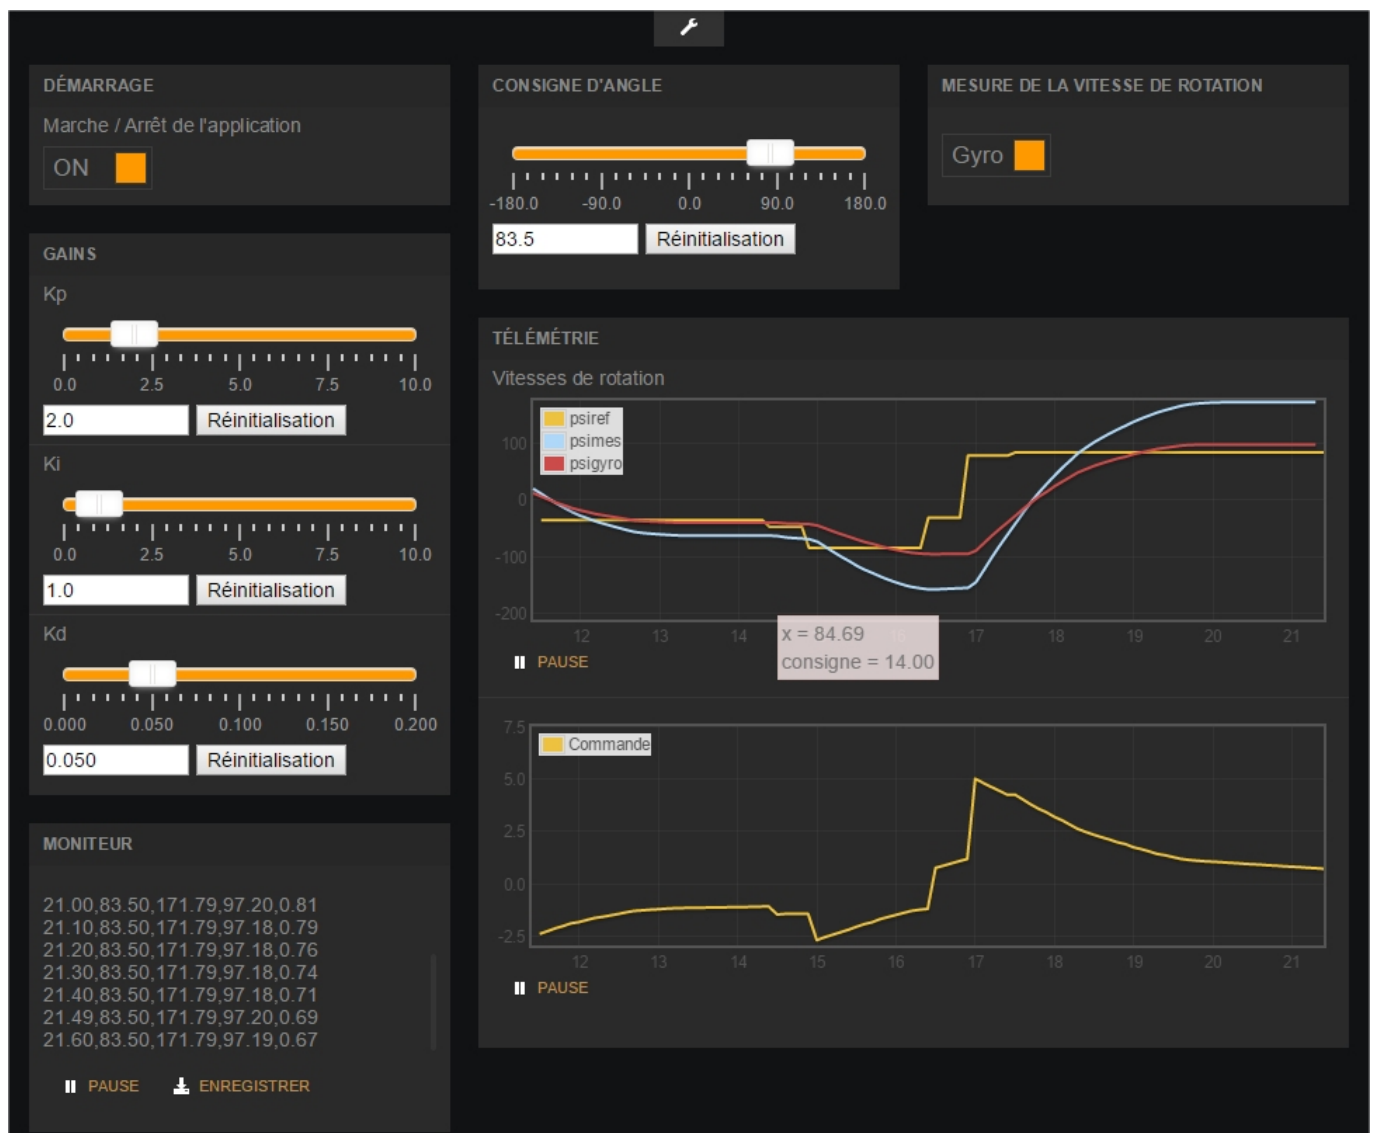 DÉMARRAGE
Marche / Arrêt de l'application
ON
CONSIGNE D'ANGLE
-180.0 -90.0 0.0 90.0 180.0
83.5 Réinitialisation
MESURE DE LA VITESSE DE ROTATION
Gyro
GAINS
Kp
0.0 2.5 5.0 7.5 10.0
2.0 Réinitialisation
Ki
0.0 2.5 5.0 7.5 10.0
1.0 Réinitialisation
Kd
0.000 0.050 0.100 0.150 0.200
0.050 Réinitialisation
MONITEUR
21.00,83.50,171.79,97.20,0.81
21.10,83.50,171.79,97.18,0.79
21.20,83.50,171.79,97.18,0.76
21.30,83.50,171.79,97.18,0.74
21.40,83.50,171.79,97.18,0.71
21.49,83.50,171.79,97.20,0.69
21.60,83.50,171.79,97.19,0.67
PAUSE ENREGISTRER
TÉLÉMÉTRIE
Vitesses de rotation
psiref
psimes
psigyro
100
0
-100
-200
12 13 14 16 17 18 19 20 21
x = 84.69
consigne = 14.00
PAUSE
Commande
7.5
5.0
2.5
0.0
-2.5
12 13 14 15 16 17 18 19 20 21
PAUSE